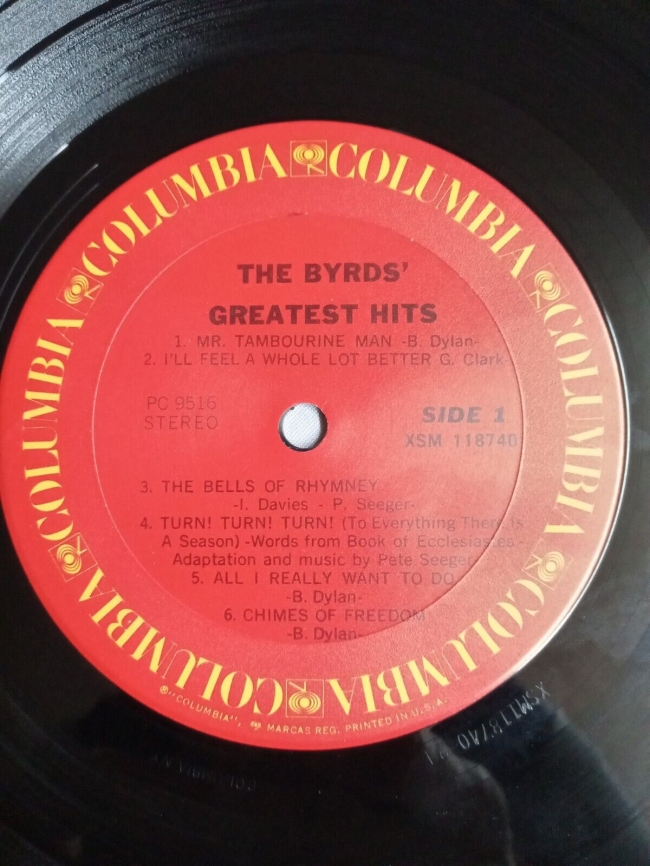 COLUMBIA COLUMBIA COLUMBIA COLUMBIA COLUMBIA COLUMBIA COLUMBIA COLUMBIA
THE BYRDS'
GREATEST HITS
1. MR. TAMBOURINE MAN -B. Dylan-
2. I'LL FEEL A WHOLE LOT BETTER G. Clark-
PC 9516
STEREO
SIDE 1
XSM 118740
3. THE BELLS OF RHYMNEY
-I. Davies - P. Seeger-
4. TURN! TURN! TURN! (To Everything There Is
A Season) -Words from Book of Ecclesiastes-
Adaptation and music by Pete Seeger
5. ALL I REALLY WANT TO DO
-B. Dylan-
6. CHIMES OF FREEDOM
-B. Dylan-
℗"COLUMBIA", MARCAS REG. PRINTED IN U.S.A.